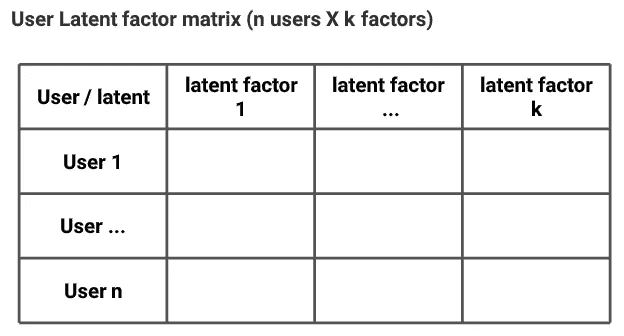 User Latent factor matrix (n users X k factors)
User / latent
latent factor
1
latent factor
...
latent factor
k
User 1
User ...
User n